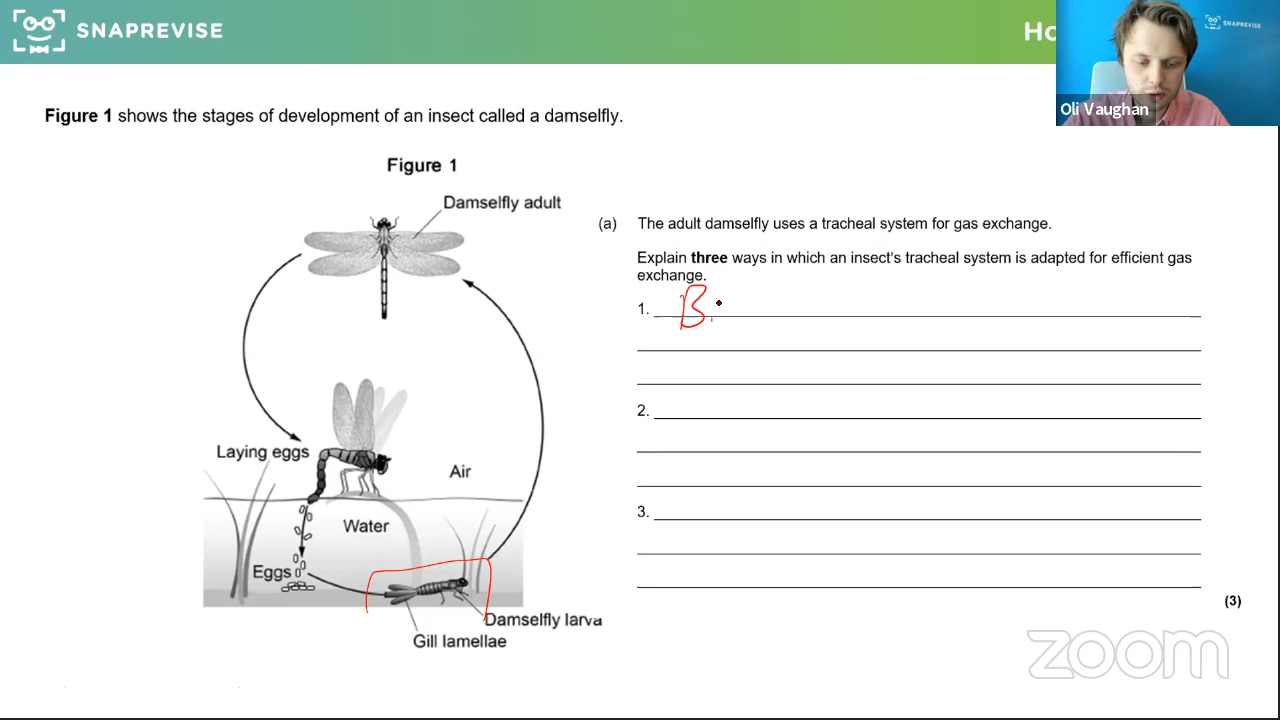 SNAPREVISE
Ho
SNAPREVISE
Oli Vaughan
Figure 1 shows the stages of development of an insect called a damselfly.
Figure 1
Damselfly adult
Laying eggs
Air
Water
Eggs
Damselfly larva
Gill lamellae
(a) The adult damselfly uses a tracheal system for gas exchange.
Explain three ways in which an insect's tracheal system is adapted for efficient gas
exchange.
1. B
2.
3.
(3)
zoom